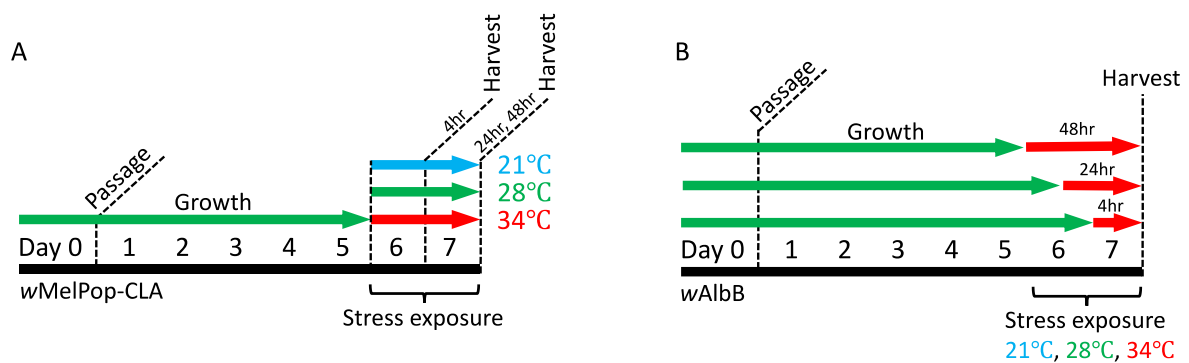 A
Passage
Growth
4hr
Harvest
24hr, 48hr
Harvest
21°C
28°C
34°C
Day 0 1 2 3 4 5 6 7
wMelPop-CLA
Stress exposure
B
Passage
Harvest
Growth
48hr
24hr
4hr
Day 0 1 2 3 4 5 6 7
wAlbB
Stress exposure
21°C, 28°C, 34°C